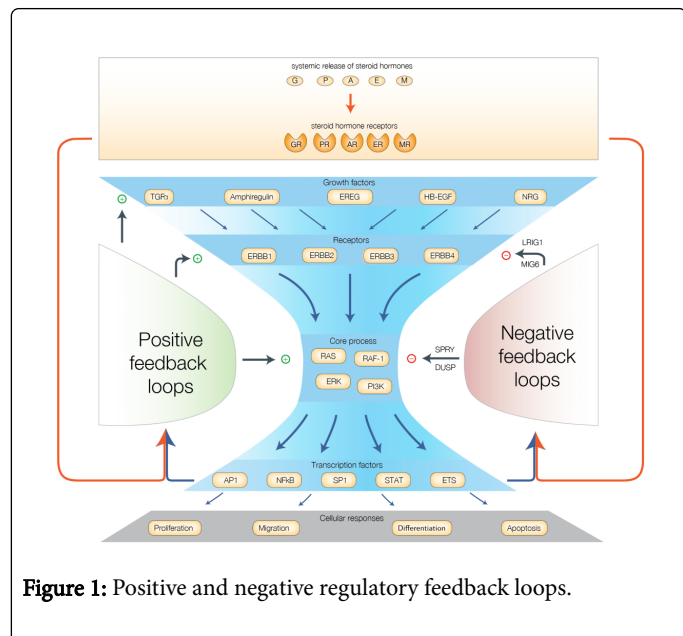 systemic release of steroid hormones
G P A E M
steroid hormone receptors
GR PR AR ER MR
Growth factors
TGFα Amphiregulin EREG HB-EGF NRG
Receptors
ERBB1 ERBB2 ERBB3 ERBB4
LRIG1
MIG6
Positive
feedback
loops
Core process
RAS RAF-1
ERK PI3K
SPRY
DUSP
Negative
feedback
loops
Transcription factors
AP1 NFkB SP1 STAT ETS
Cellular responses
Proliferation Migration Differentiation Apoptosis
Figure 1: Positive and negative regulatory feedback loops.